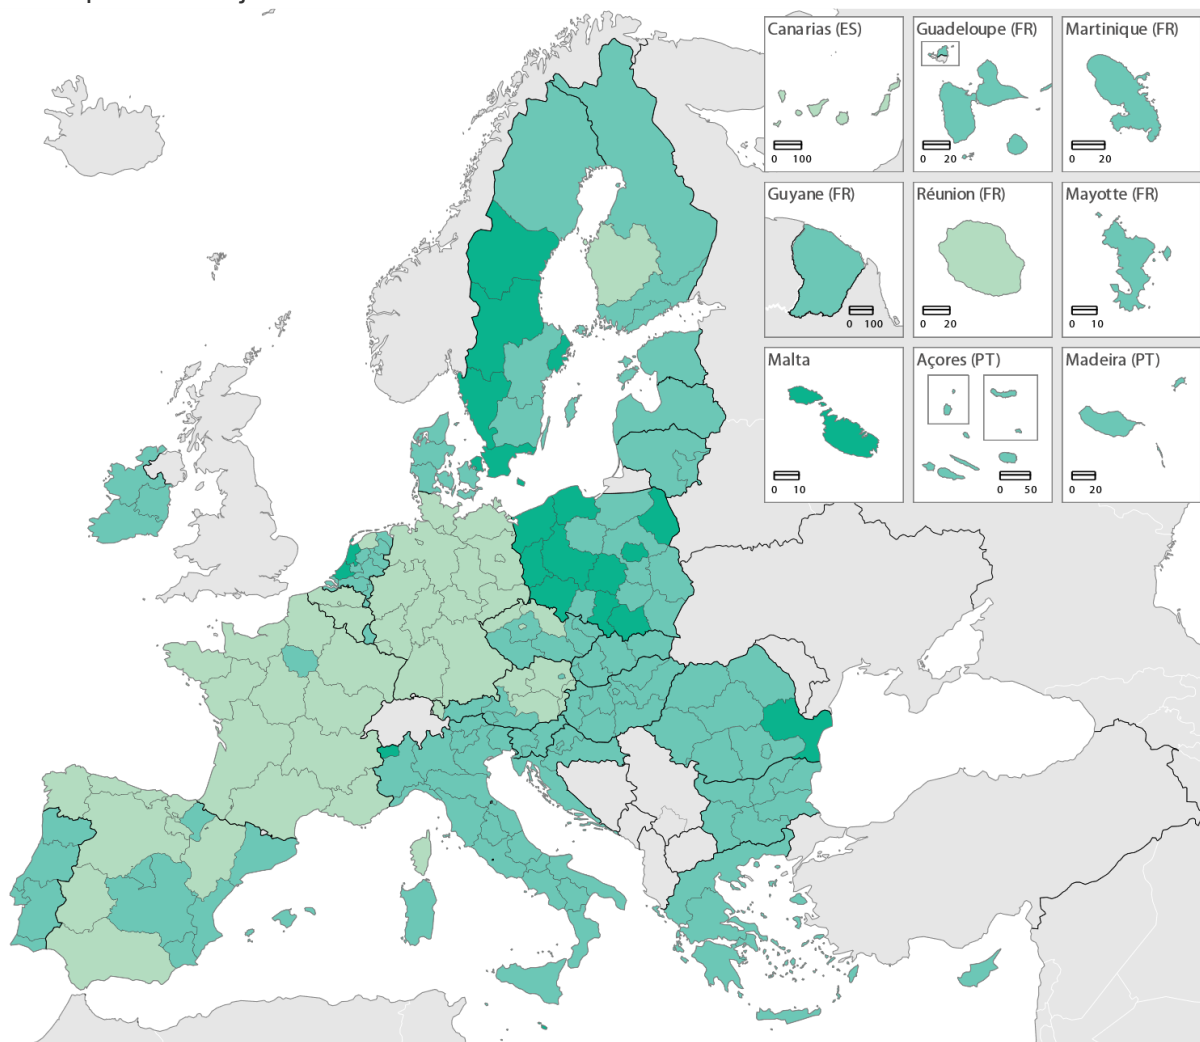 Canarias (ES)
0 100
Guadeloupe (FR)
0 20
Martinique (FR)
0 20
Guyane (FR)
0 100
Réunion (FR)
0 20
Mayotte (FR)
0 10
Malta
0 10
Açores (PT)
0 50
Madeira (PT)
0 20